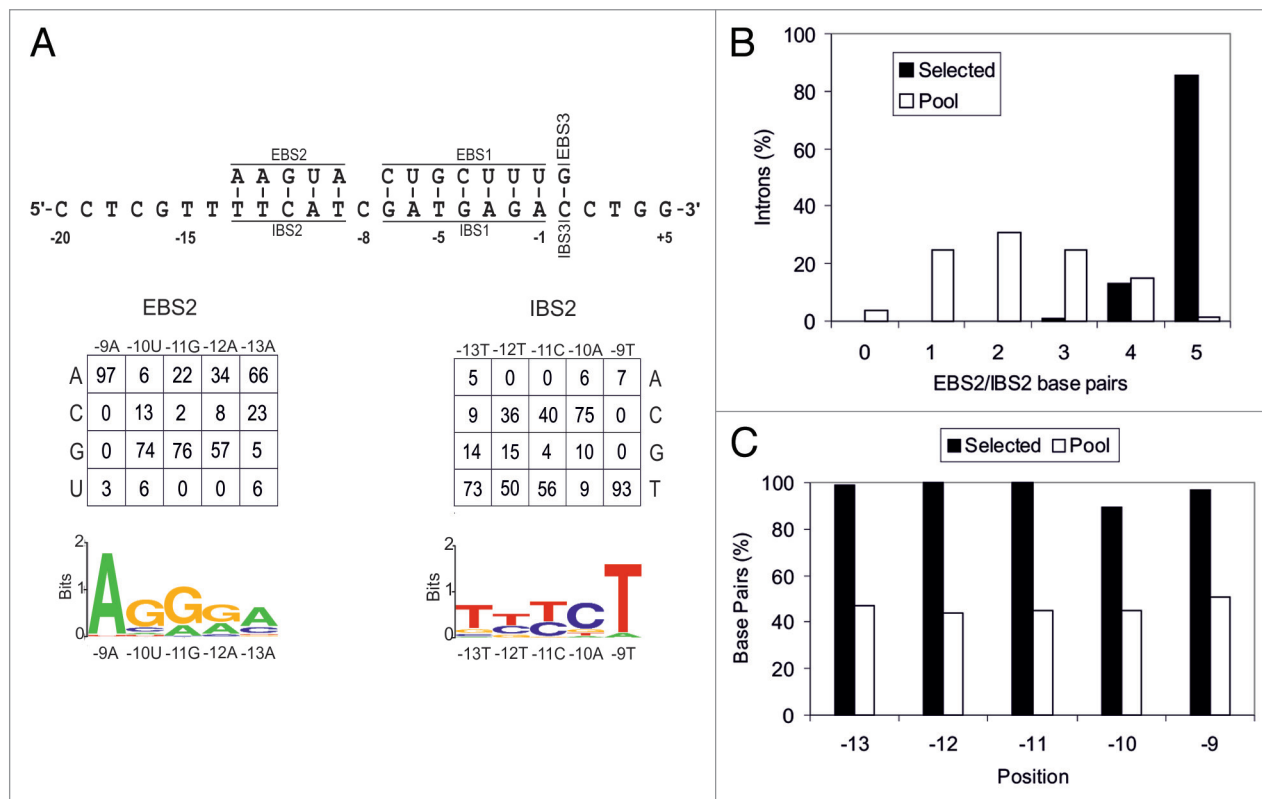 A
EBS2 EBS1 EBS3
A A G U A C U G C U U U G
5'-C C T C G T T T T C A T C G A T G A G A C C T G G-3'
IBS2 IBS1 IBS3
-20 -15 -8 -5 -1 +5
EBS2
-9A -10U -11G -12A -13A
A 97 6 22 34 66
C 0 13 2 8 23
G 0 74 76 57 5
U 3 6 0 0 6
2
Bits
1
0
A G G G A
C C A A C
-9A -10U -11G -12A -13A
IBS2
-13T -12T -11C -10A -9T
5 0 0 6 7 A
9 36 40 75 0 C
14 15 4 10 0 G
73 50 56 9 93 T
2
Bits
1
0
T T T C T
C C A
-13T -12T -11C -10A -9T
B
Selected
Pool
Introns (%)
100
80
60
40
20
0
0 1 2 3 4 5
EBS2/IBS2 base pairs
C
Selected Pool
Base Pairs (%)
100
80
60
40
20
0
-13 -12 -11 -10 -9
Position